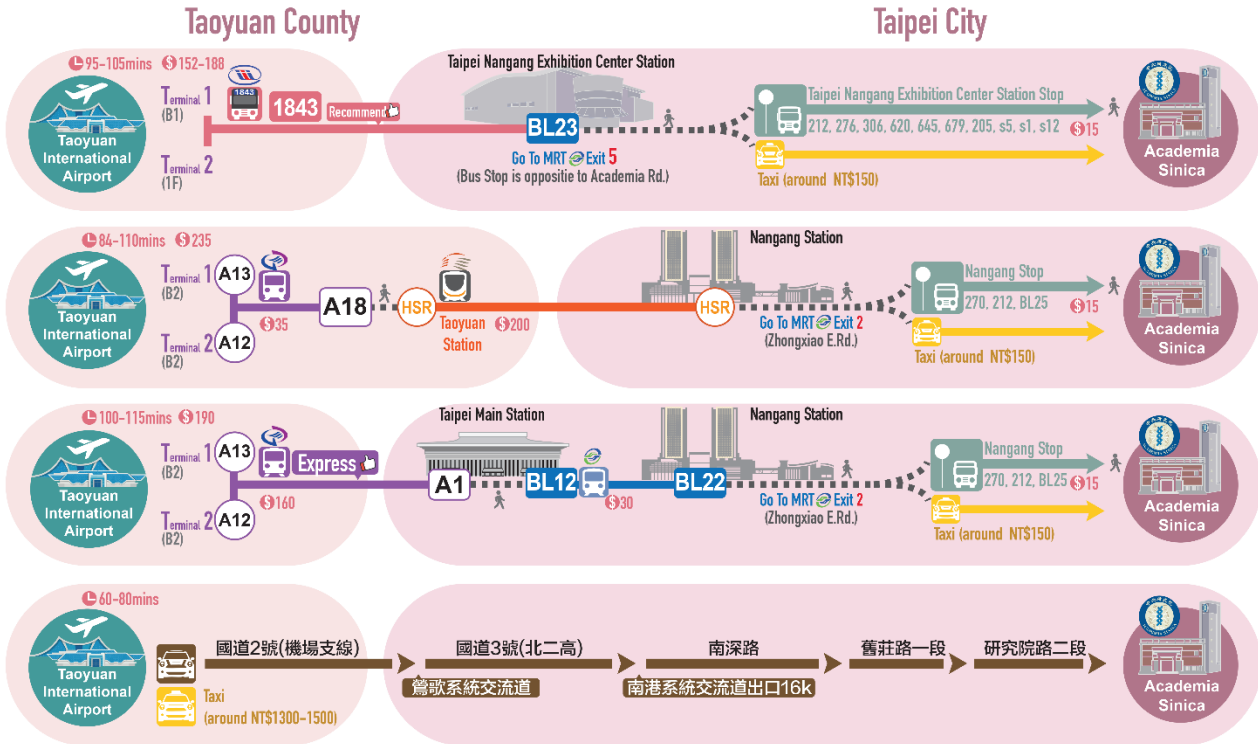 Taoyuan County
Taipei City
95-105mins $152-188
Taoyuan
International
Airport
Terminal 1
(B1)
Terminal 2
(1F)
1843
1843
Recommend
Taipei Nangang Exhibition Center Station
BL23
Go To MRT Exit 5
(Bus Stop is oppositie to Academia Rd.)
Taipei Nangang Exhibition Center Station Stop
212, 276, 306, 620, 645, 679, 205, s5, s1, s12
$15
Taxi (around NT$150)
Academia
Sinica
84-110mins $235
Taoyuan
International
Airport
Terminal 1
(B2)
Terminal 2
(B2)
A13
A12
$35
A18
HSR
Taoyuan
Station
$200
Nangang Station
HSR
Go To MRT Exit 2
(Zhongxiao E.Rd.)
Nangang Stop
270, 212, BL25
$15
Taxi (around NT$150)
Academia
Sinica
100-115mins $190
Taoyuan
International
Airport
Terminal 1
(B2)
Terminal 2
(B2)
A13
A12
Express
$160
Taipei Main Station
A1
BL12
$30
Nangang Station
BL22
Go To MRT Exit 2
(Zhongxiao E.Rd.)
Nangang Stop
270, 212, BL25
$15
Taxi (around NT$150)
Academia
Sinica
60-80mins
Taoyuan
International
Airport
Taxi
(around NT$1300-1500)
國道2號(機場支線)
鶯歌系統交流道
國道3號(北二高)
南港系統交流道出口16k
南深路
舊莊路一段
研究院路二段
Academia
Sinica